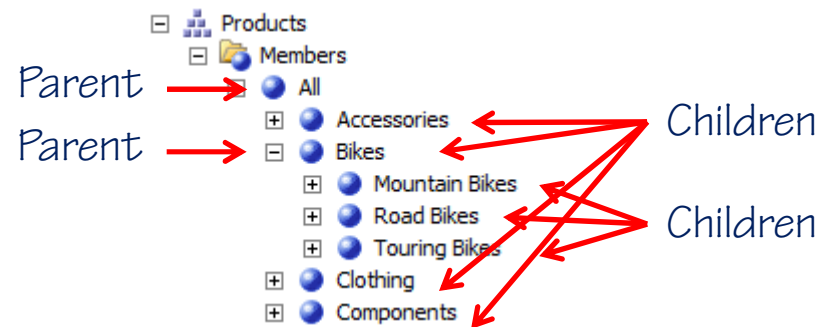 Products
Members
Parent All
Accessories Children
Parent Bikes
Mountain Bikes
Road Bikes Children
Touring Bikes
Clothing
Components